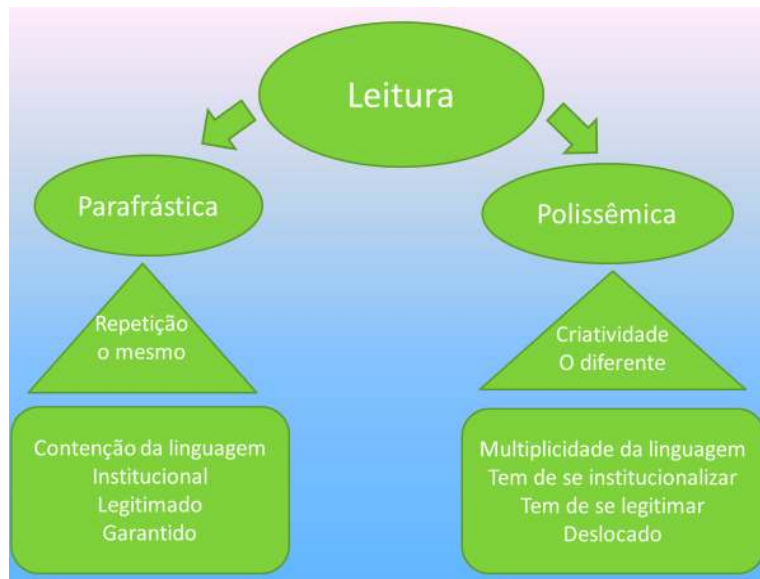 Leitura
Parafrástica
Polissêmica
Repetição
o mesmo
Criatividade
O diferente
Contenção da linguagem
Institucional
Legitimado
Garantido
Multiplicidade da linguagem
Tem de se institucionalizar
Tem de se legitimar
Deslocado